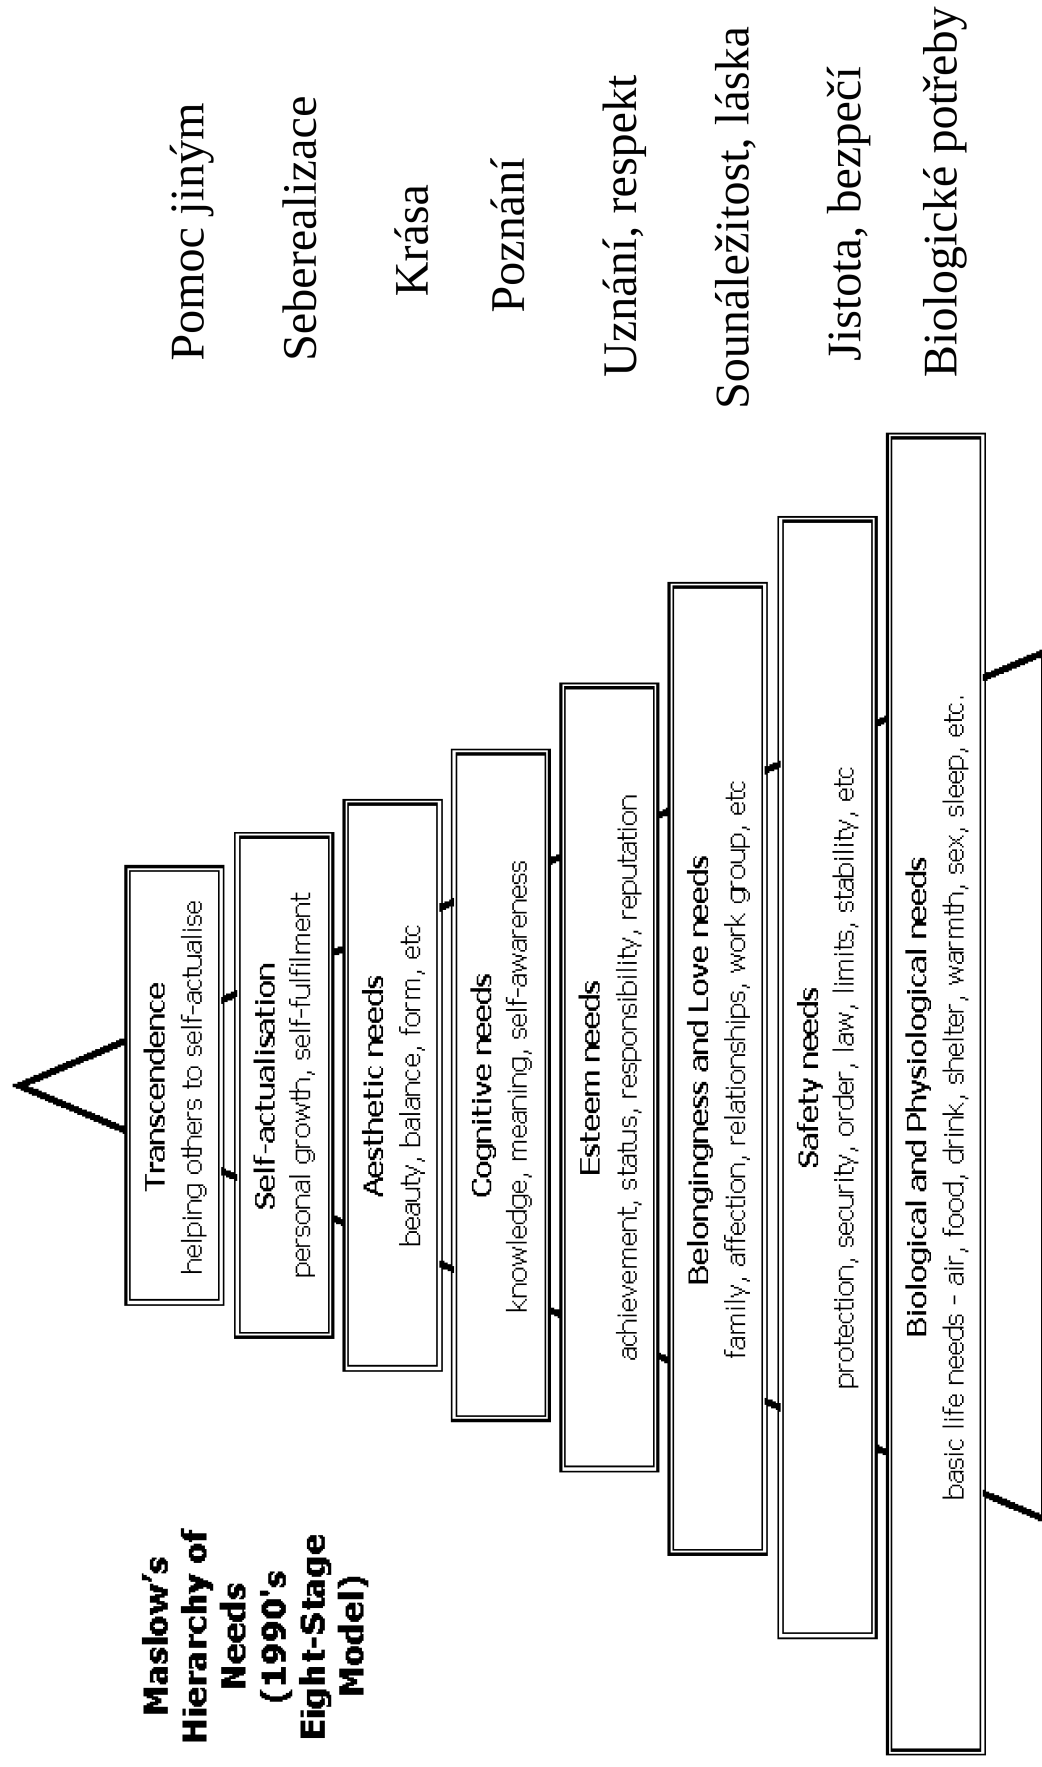 Maslow's
Hierarchy of
Needs
(1990's
Eight-Stage
Model)
Transcendence
helping others to self-actualise
Pomoc jiným
Self-actualisation
personal growth, self-fulfilment
Seberealizace
Aesthetic needs
beauty, balance, form, etc
Krása
Cognitive needs
knowledge, meaning, self-awareness
Poznání
Esteem needs
achievement, status, responsibility, reputation
Uznání, respekt
Belongingness and Love needs
family, affection, relationships, work group, etc
Sounáležitost, láska
Safety needs
protection, security, order, law, limits, stability, etc
Jistota, bezpečí
Biological and Physiological needs
basic life needs - air, food, drink, shelter, warmth, sex, sleep, etc.
Biologické potřeby